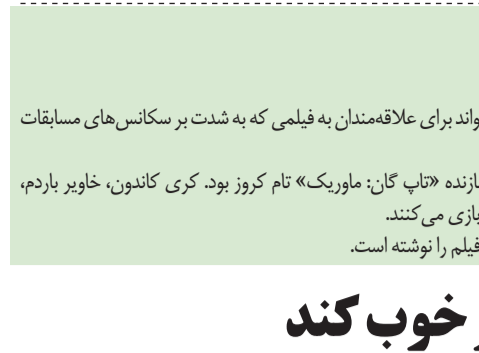 واند برای علاقه‌مندان به فیلمی که به شدت بر سکانس‌های مسابقات
ازنده «تاپ گان: ماوریک» تام کروز بود. کری کاندون، خاویر باردم،
بازی می‌کنند.
فیلم را نوشته است.
خوب کند